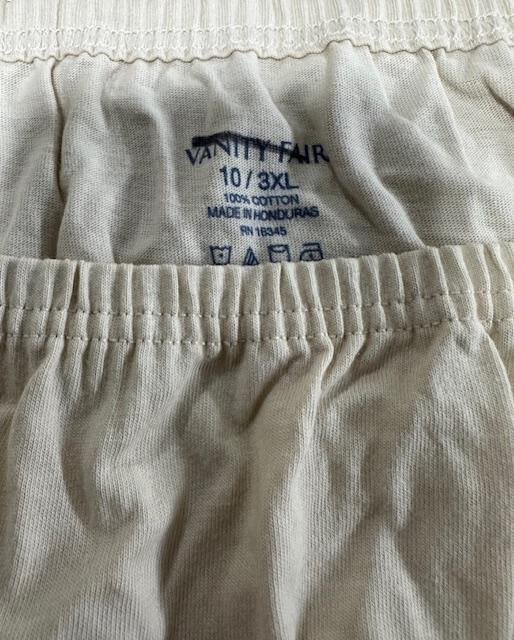 VANITY FAIR
10 / 3XL
100% COTTON
MADE IN HONDURAS
RN 16345